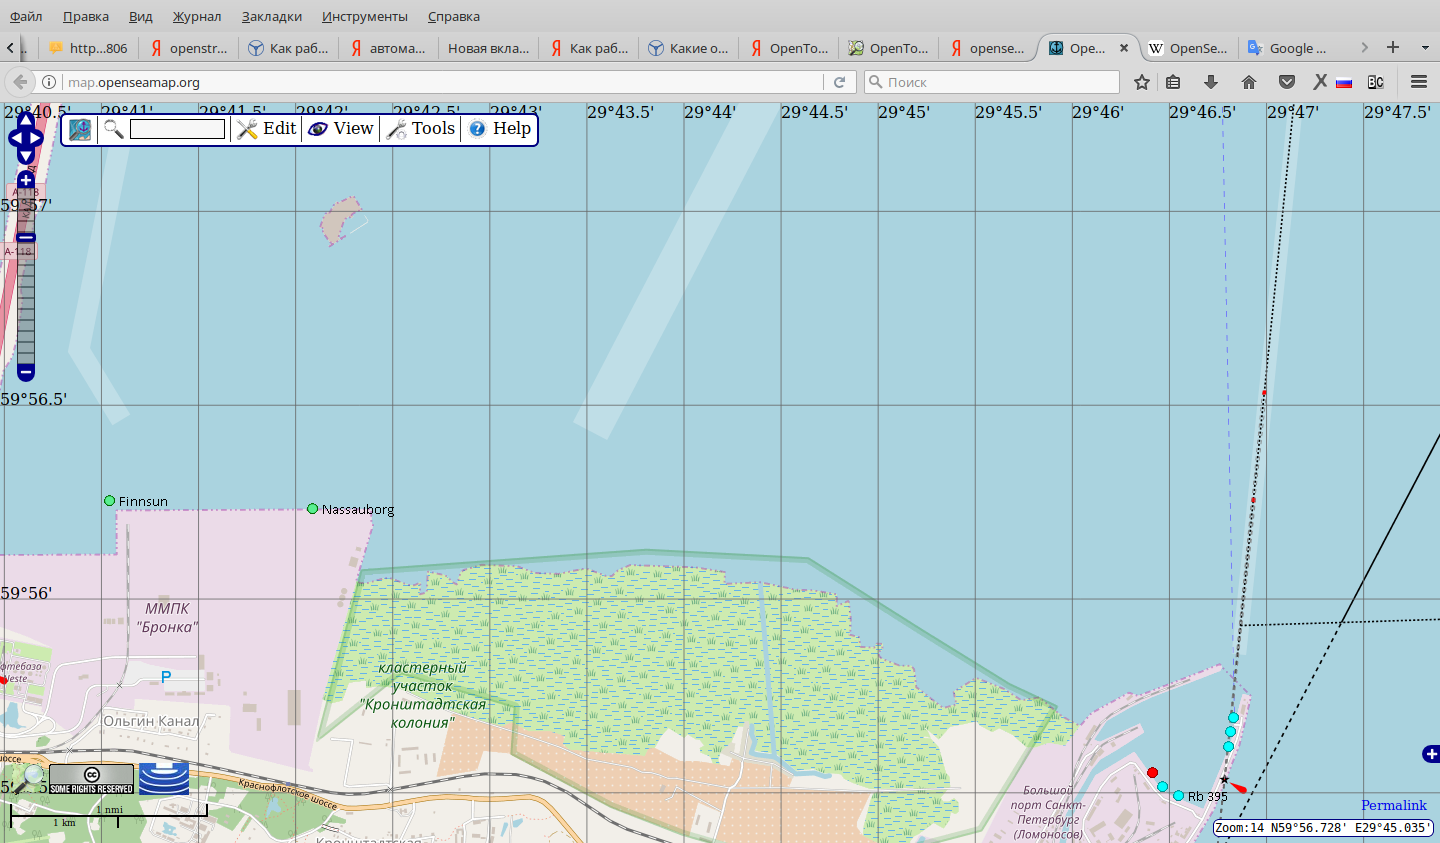 Файл Правка Вид Журнал Закладки Инструменты Справка
.. http...806 openstr... Как раб... автома... Новая вкла... Как раб... Какие о... OpenTo... OpenTo... opense... Ope... OpenSe... Google ...
map.openseamap.org Поиск
29°40.5' 29°41' 29°41.5' 29°42' 29°42.5' 29°43' 29°43.5' 29°44' 29°44.5' 29°45' 29°45.5' 29°46' 29°46.5' 29°47' 29°47.5'
Edit View Tools Help
А-118
59°57'
А-118
59°56.5'
Finnsun
Nassauborg
59°56'
ММПК
"Бронка"
кластерный
участок
"Кронштадтская
колония"
Neste
P
Ольгин Канал
шоссе
Краснофлотское шоссе
Большой
порт Санкт-
Петербург
(Ломоносов)
Rb 395
Кронштадтская
SOME RIGHTS RESERVED
1 nmi
1 km
Permalink
Zoom:14 N59°56.728' E29°45.035'